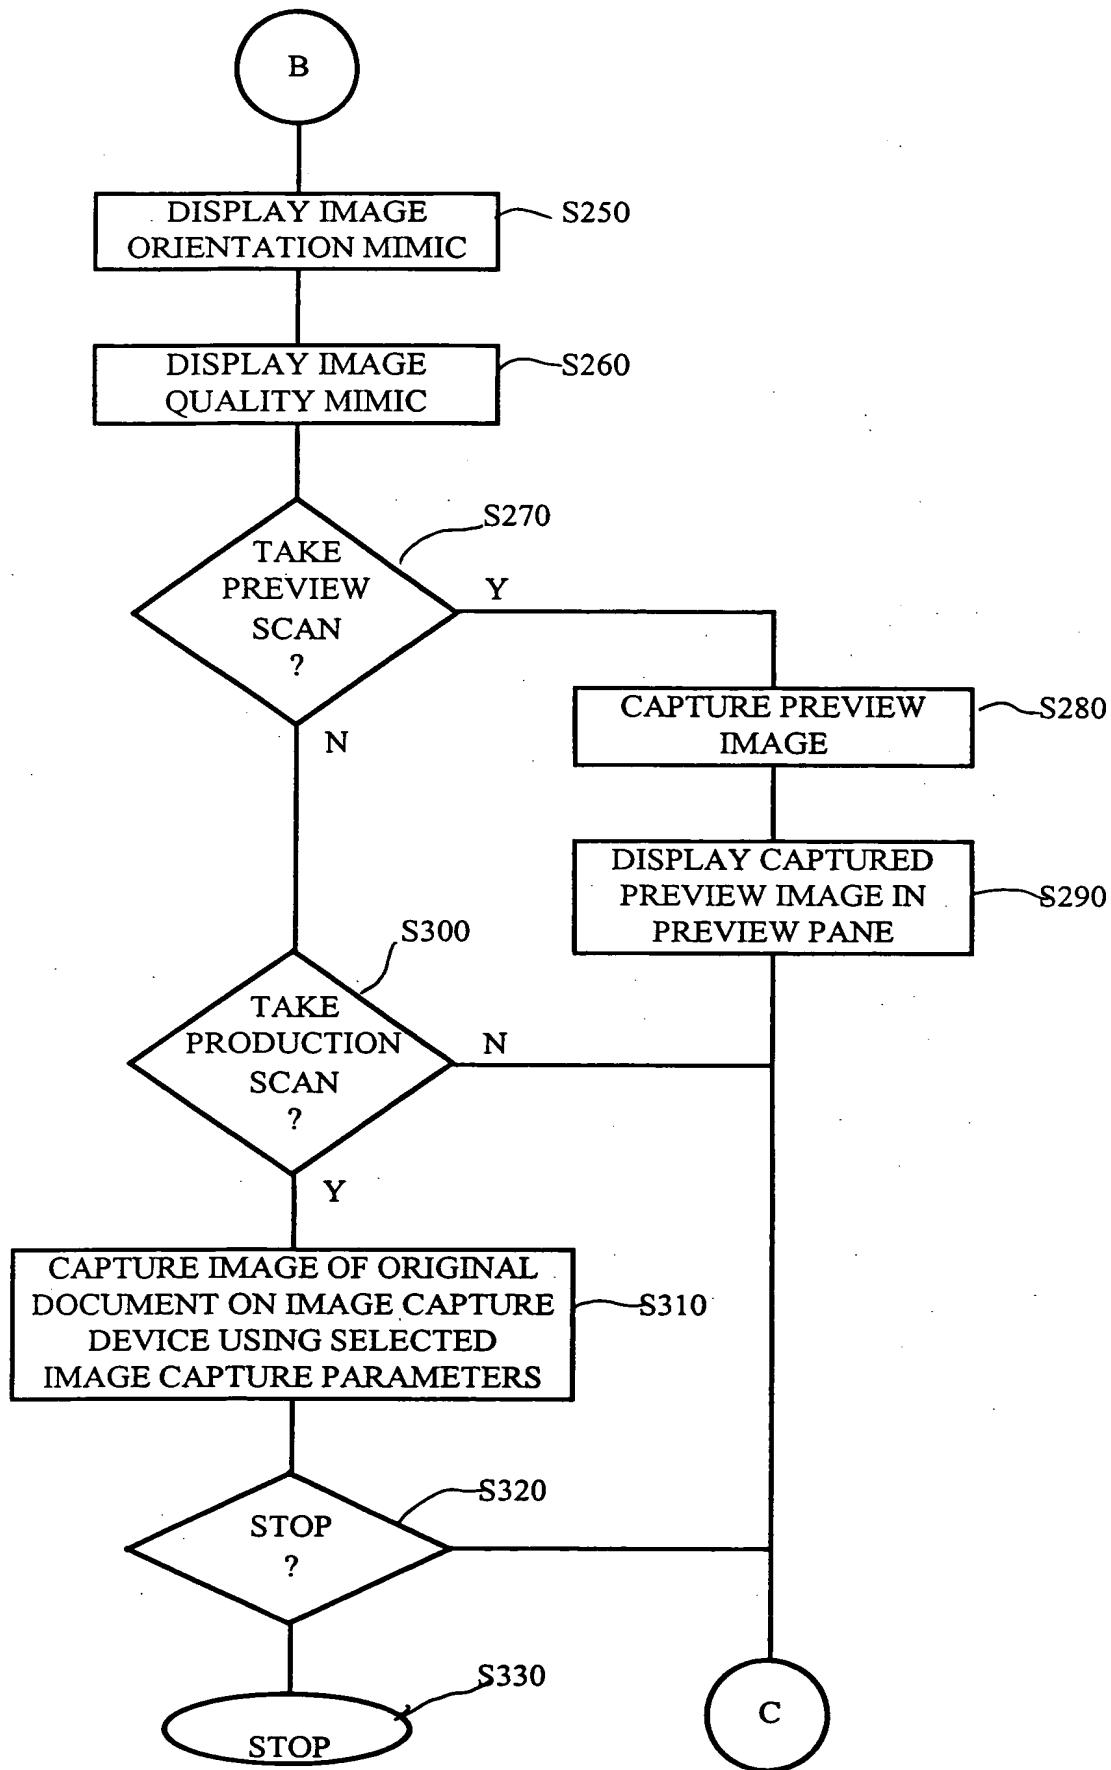 B
DISPLAY IMAGE
ORIENTATION MIMIC
S250
DISPLAY IMAGE
QUALITY MIMIC
S260
S270
TAKE
PREVIEW
SCAN
?
Y
N
CAPTURE PREVIEW
IMAGE
S280
DISPLAY CAPTURED
PREVIEW IMAGE IN
PREVIEW PANE
S290
S300
TAKE
PRODUCTION
SCAN
?
N
Y
CAPTURE IMAGE OF ORIGINAL
DOCUMENT ON IMAGE CAPTURE
DEVICE USING SELECTED
IMAGE CAPTURE PARAMETERS
S310
S320
STOP
?
S330
STOP
C